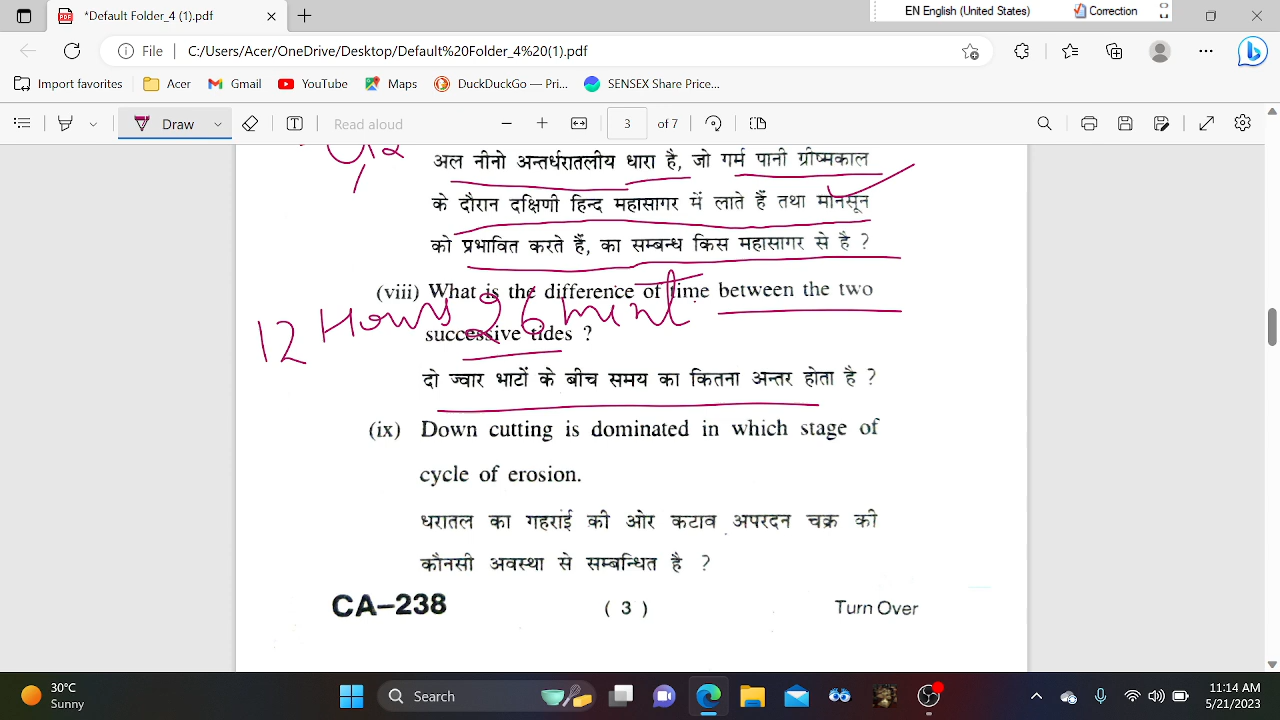 *Default Folder_4 (1).pdf
EN English (United States)
Correction
File
C:/Users/Acer/OneDrive/Desktop/Default%20Folder_4%20(1).pdf
Import favorites
Acer
Gmail
YouTube
Maps
DuckDuckGo — Pri...
SENSEX Share Price...
Draw
Read aloud
3
of 7
अल नीनो अन्तर्धरातलीय धारा है, जो गर्म पानी ग्रीष्मकाल
के दौरान दक्षिणी हिन्द महासागर में लाते हैं तथा मानसून
को प्रभावित करते हैं, का सम्बन्ध किस महासागर से है ?
(viii) What is the difference of time between the two
12 Hours 26 mint
successive tides ?
दो ज्वार भाटों के बीच समय का कितना अन्तर होता है ?
(ix) Down cutting is dominated in which stage of
cycle of erosion.
धरातल का गहराई की ओर कटाव अपरदन चक्र की
कौनसी अवस्था से सम्बन्धित है ?
CA–238
( 3 )
Turn Over
30°C
Sunny
Search
11:14 AM
5/21/2023